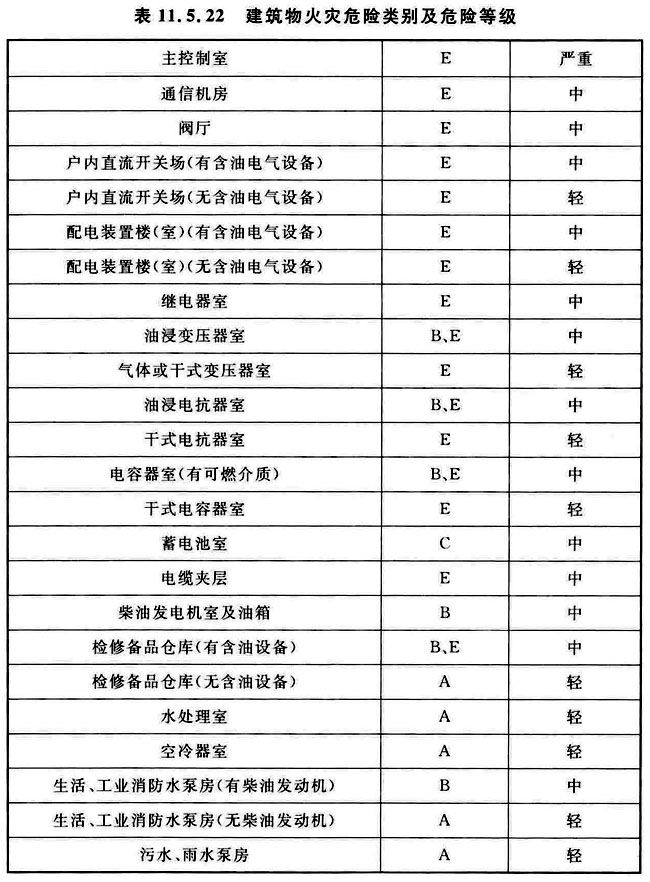 表 11.5.22 建筑物火灾危险类别及危险等级
主控制室 E 严重
通信机房 E 中
阀厅 E 中
户内直流开关场(有含油电气设备) E 中
户内直流开关场(无含油电气设备) E 轻
配电装置楼(室)(有含油电气设备) E 中
配电装置楼(室)(无含油电气设备) E 轻
继电器室 E 中
油浸变压器室 B、E 中
气体或干式变压器室 E 轻
油浸电抗器室 B、E 中
干式电抗器室 E 轻
电容器室(有可燃介质) B、E 中
干式电容器室 E 轻
蓄电池室 C 中
电缆夹层 E 中
柴油发电机室及油箱 B 中
检修备品仓库(有含油设备) B、E 中
检修备品仓库(无含油设备) A 轻
水处理室 A 轻
空冷器室 A 轻
生活、工业消防水泵房(有柴油发动机) B 中
生活、工业消防水泵房(无柴油发动机) A 轻
污水、雨水泵房 A 轻